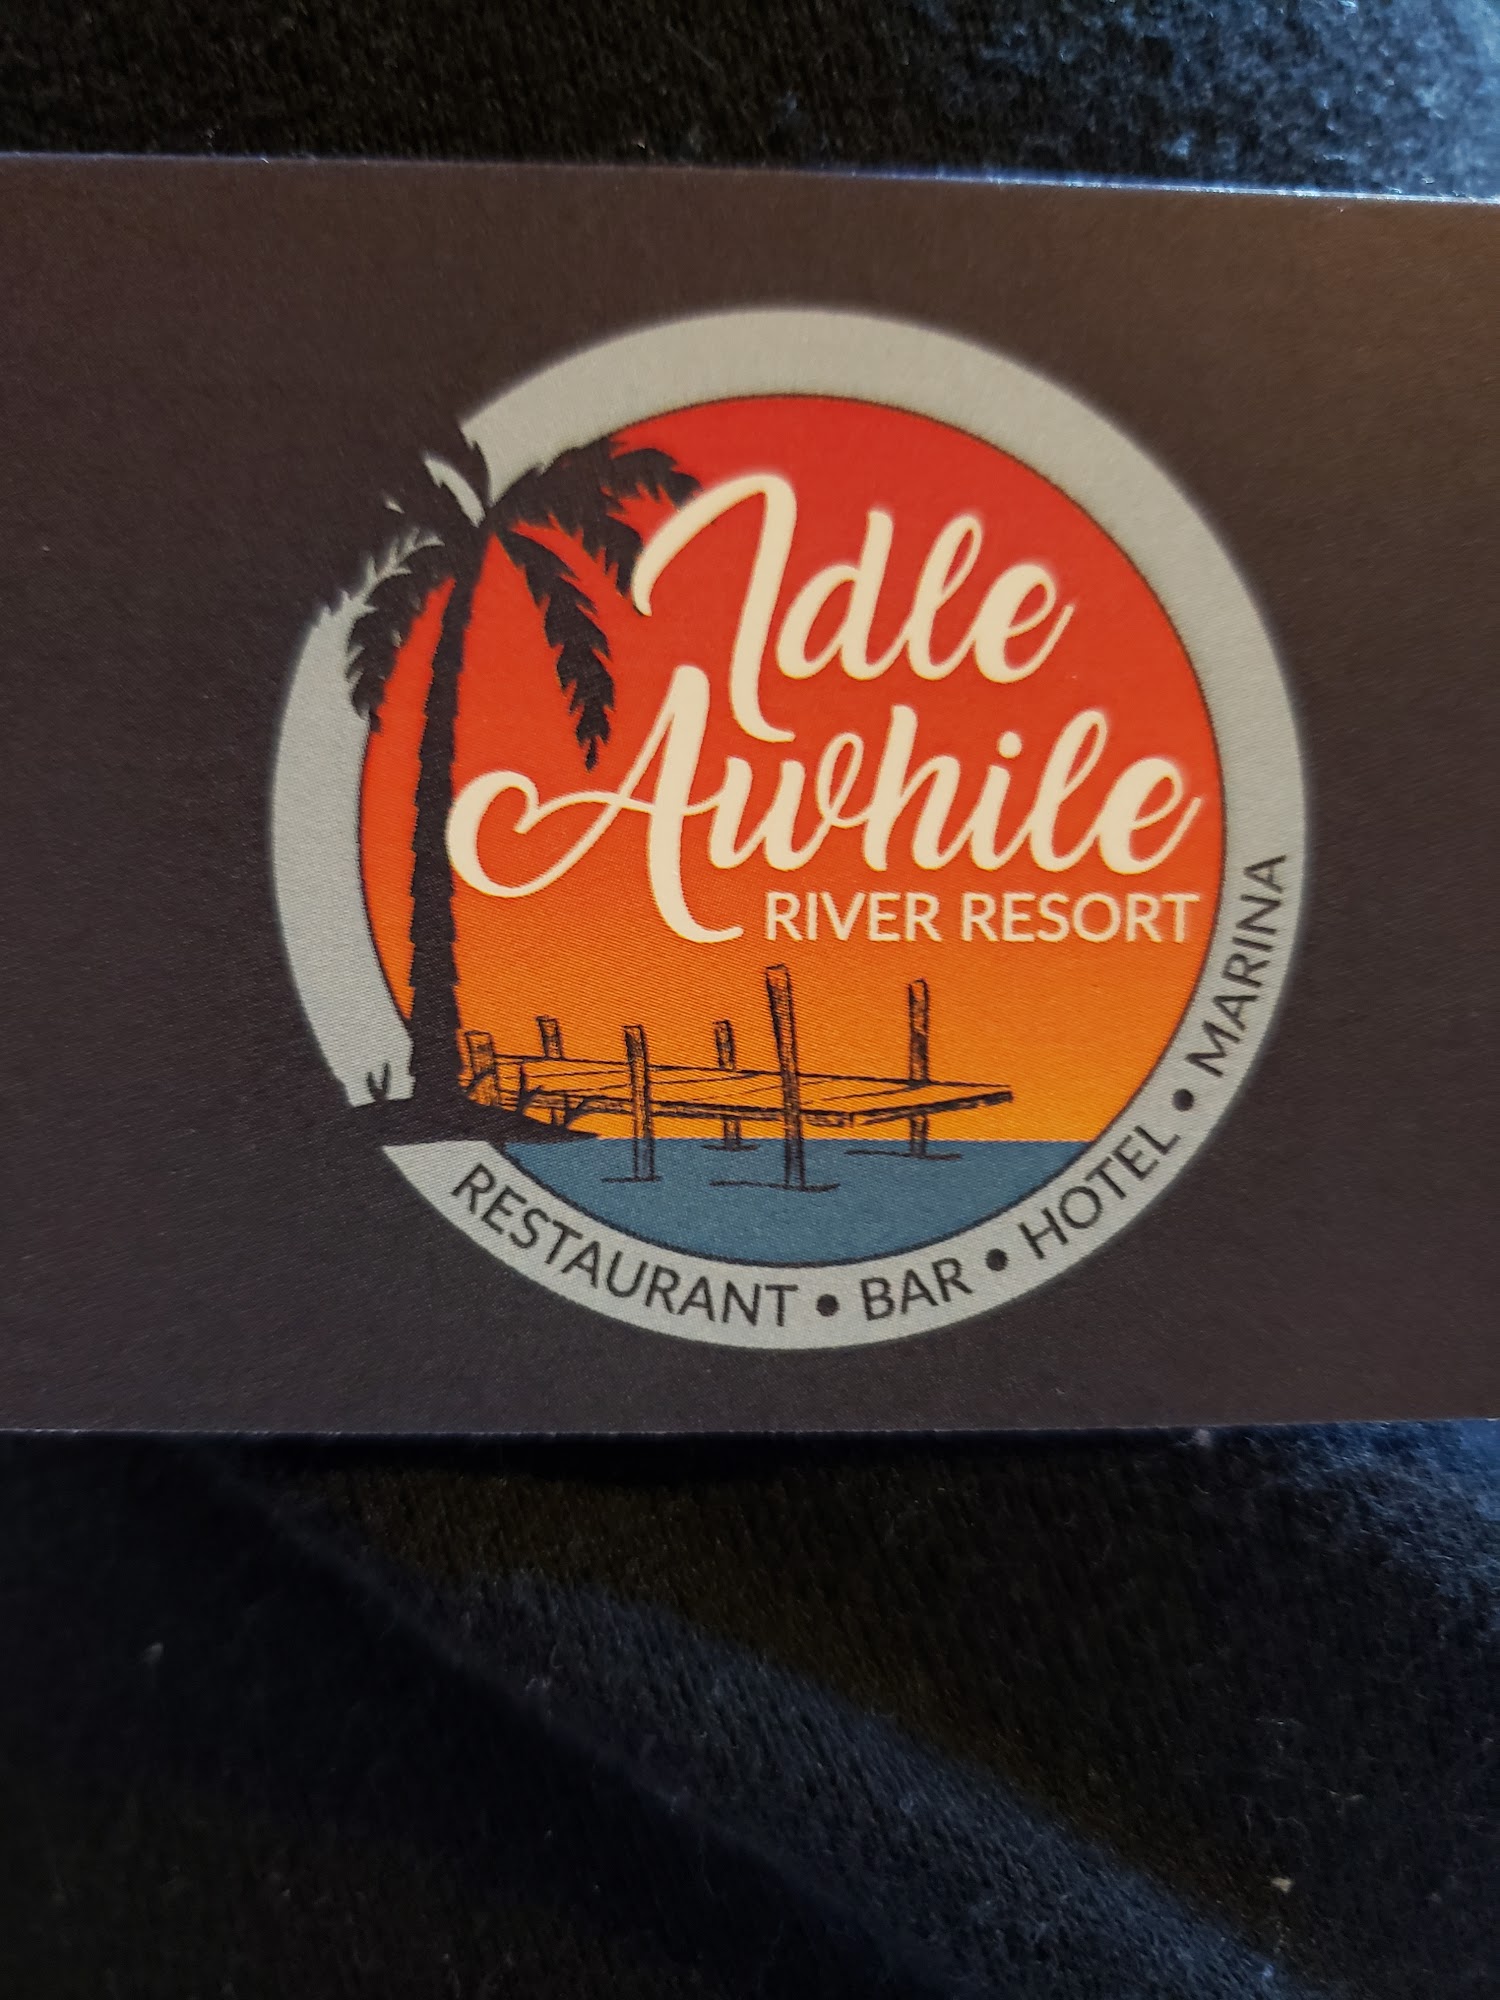 Idle
Awhile
RIVER RESORT
RESTAURANT • BAR • HOTEL • MARINA